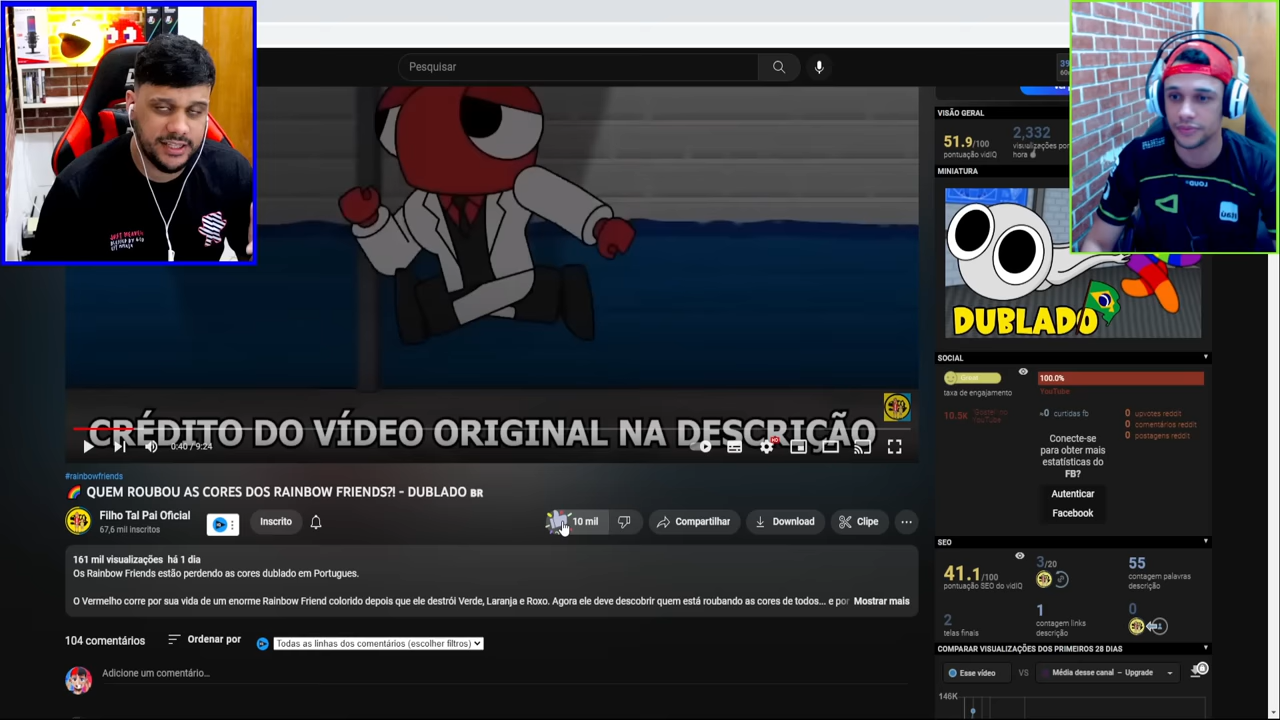 Pesquisar
CRÉDITO DO VÍDEO ORIGINAL NA DESCRIÇÃO
0:40 / 9:24
HD
#rainbowfriends
QUEM ROUBOU AS CORES DOS RAINBOW FRIENDS?! - DUBLADO BR
Filho Tal Pai Oficial
67,6 mil inscritos
Inscrito
10 mil
Compartilhar
Download
Clipe
161 mil visualizações há 1 dia
Os Rainbow Friends estão perdendo as cores dublado em Portugues.
O Vermelho corre por sua vida de um enorme Rainbow Friend colorido depois que ele destrói Verde, Laranja e Roxo. Agora ele deve descobrir quem está roubando as cores de todos... e por
Mostrar mais
104 comentários
Ordenar por
Todas as linhas dos comentários (escolher filtros)
Adicione um comentário...
VISÃO GERAL
51.9/100
pontuação vidIQ
2,332
visualizações por hora
MINIATURA
DUBLADO
SOCIAL
Great
taxa de engajamento
100.0%
YouTube
10.5K
≈0 curtidas fb
Conecte-se
para obter mais
estatísticas do
FB?
Autenticar
Facebook
0 upvotes reddit
0 comentários reddit
0 postagens reddit
SEO
41.1/100
pontuação SEO do vidIQ
3/20
55
contagem palavras
descrição
2
telas finais
1
contagem links
descrição
0
COMPARAR VISUALIZAÇÕES DOS PRIMEIROS 28 DIAS
Esse vídeo
VS
Média desse canal – Upgrade
146K